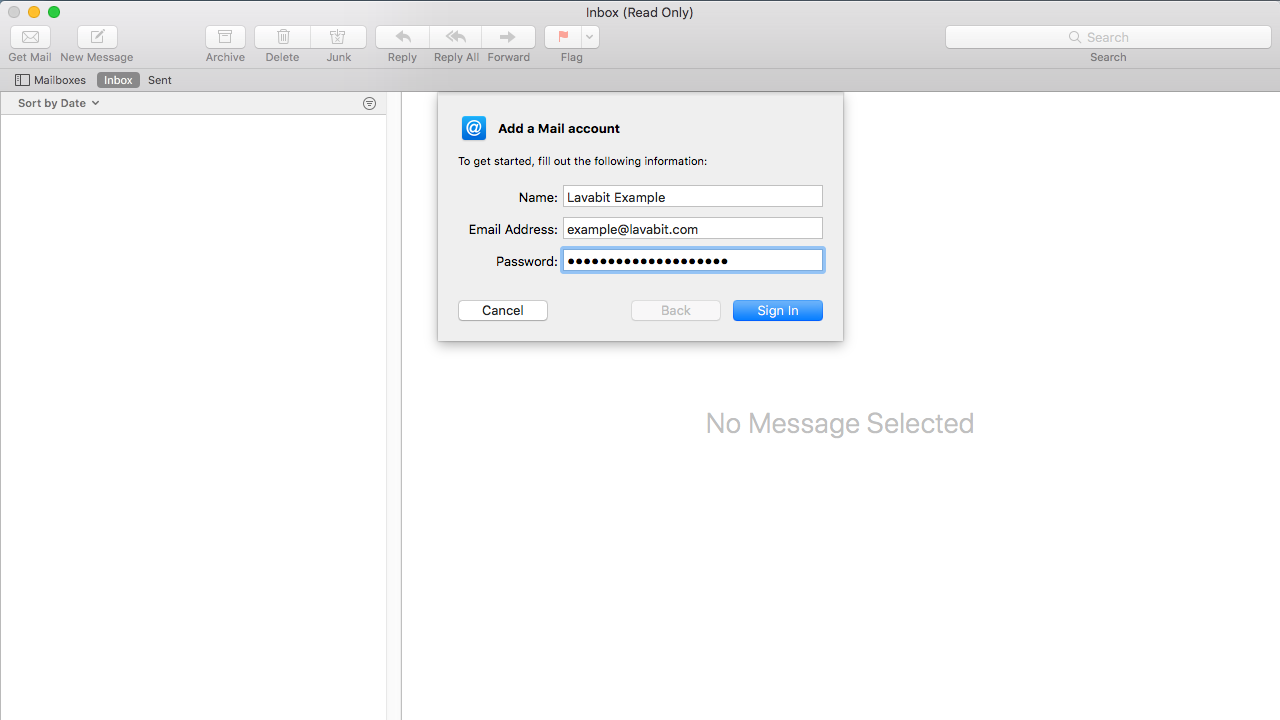 Inbox (Read Only)
Search
Get Mail New Message Archive Delete Junk Reply Reply All Forward Flag Search
Mailboxes Inbox Sent
Sort by Date
@ Add a Mail account
To get started, fill out the following information:
Name: Lavabit Example
Email Address: example@lavabit.com
Password: ••••••••••••••••••••
Cancel Back Sign In
No Message Selected